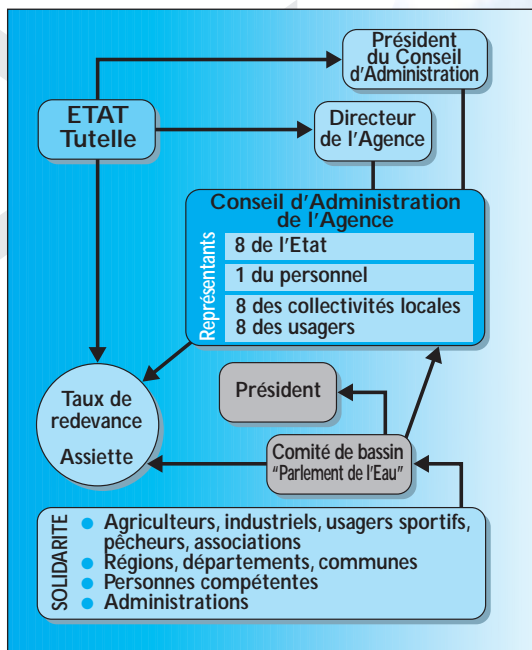 Président
du Conseil
d'Administration
ETAT
Tutelle
Directeur
de l'Agence
Conseil d'Administration
de l'Agence
Représentants
8 de l'Etat
1 du personnel
8 des collectivités locales
8 des usagers
Taux de
redevance
Assiette
Président
Comité de bassin
"Parlement de l'Eau"
SOLIDARITE
● Agriculteurs, industriels, usagers sportifs,
pêcheurs, associations
● Régions, départements, communes
● Personnes compétentes
● Administrations